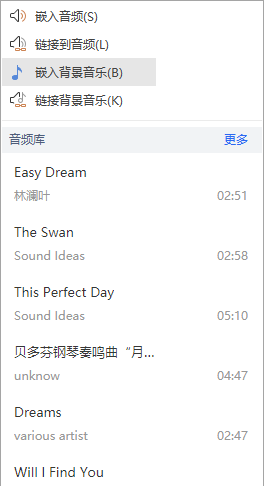 嵌入音频(S)
链接到音频(L)
嵌入背景音乐(B)
链接背景音乐(K)
音频库 更多
Easy Dream
林澜叶 02:51
The Swan
Sound Ideas 02:58
This Perfect Day
Sound Ideas 05:10
贝多芬钢琴奏鸣曲“月...
unknow 04:47
Dreams
various artist 02:47
Will I Find You